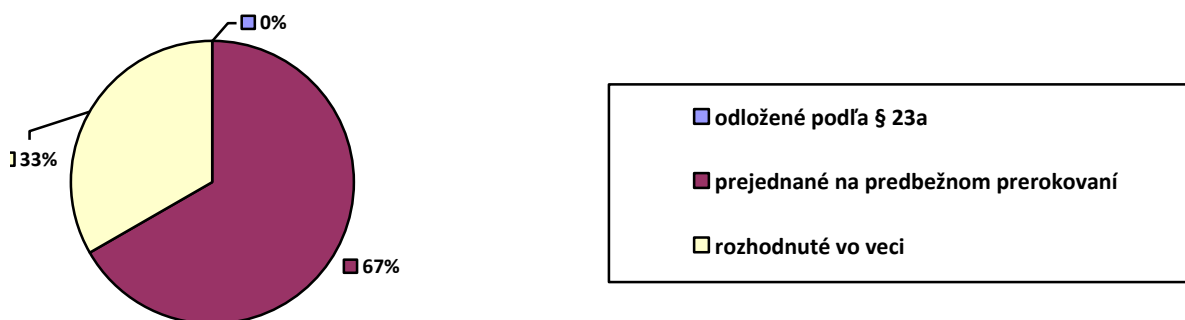 0%
33%
67%
odložené podľa § 23a
prejednané na predbežnom prerokovaní
rozhodnuté vo veci